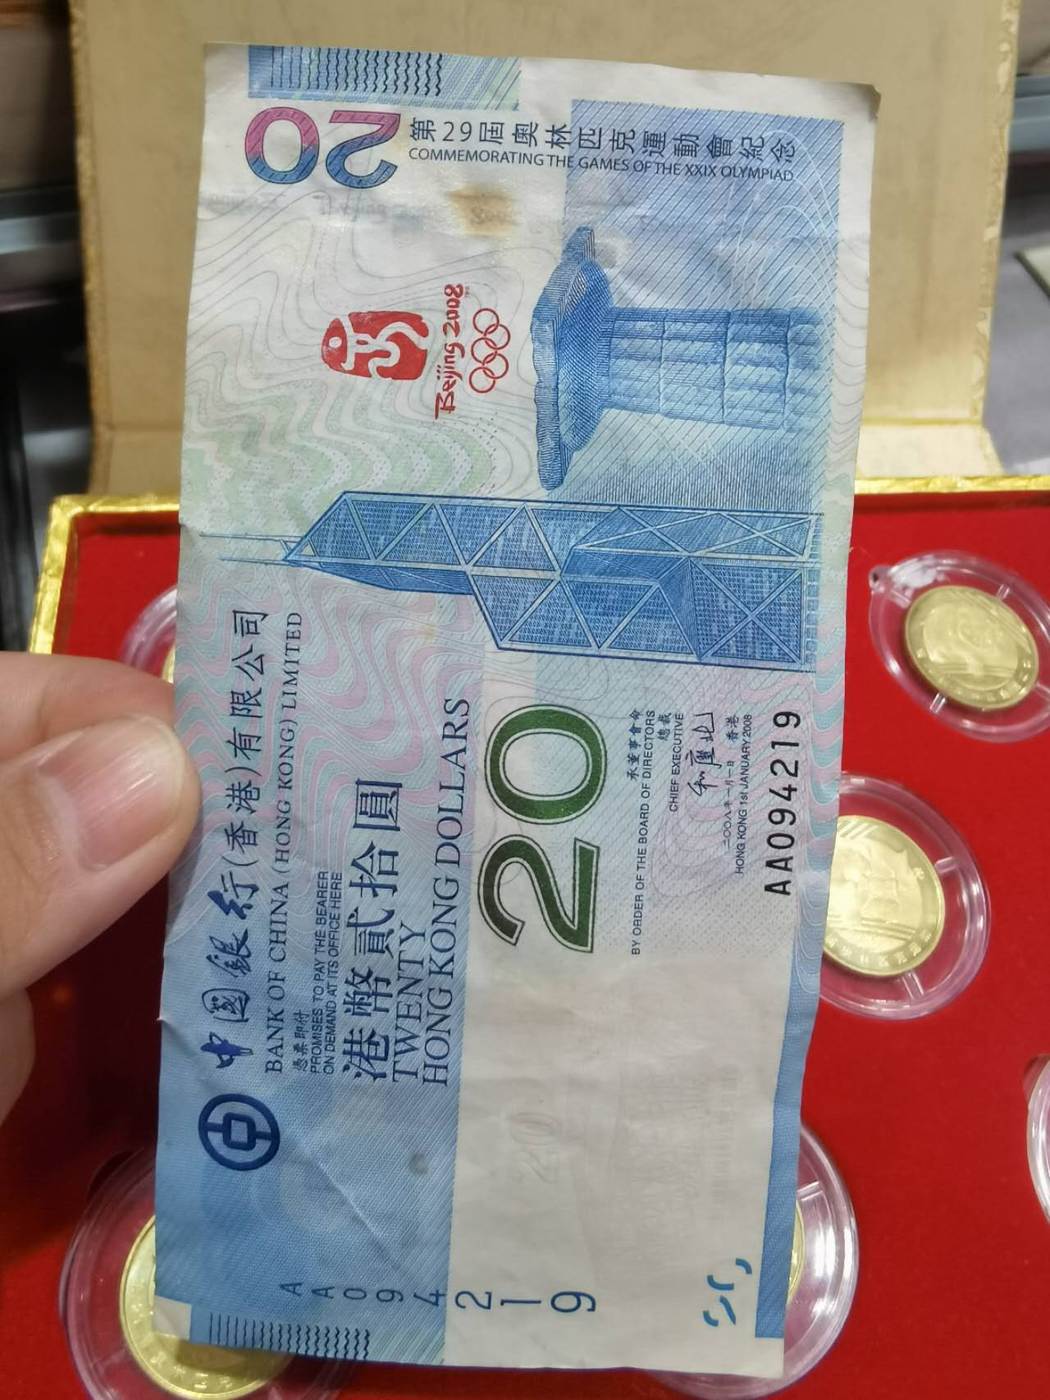 中國銀行(香港)有限公司
BANK OF CHINA (HONG KONG) LIMITED
憑票即付
PROMISES TO PAY THE BEARER
ON DEMAND AT ITS OFFICE HERE
港幣貳拾圓
TWENTY
HONG KONG DOLLARS
20
承董事會命
BY ORDER OF THE BOARD OF DIRECTORS
總裁
CHIEF EXECUTIVE
和廣北
二〇〇八年一月一日 香港
HONG KONG 1st JANUARY 2008
AA094219
AA094219
Beijing 2008
20
第29屆奧林匹克運動會紀念
COMMEMORATING THE GAMES OF THE XXIX OLYMPIAD